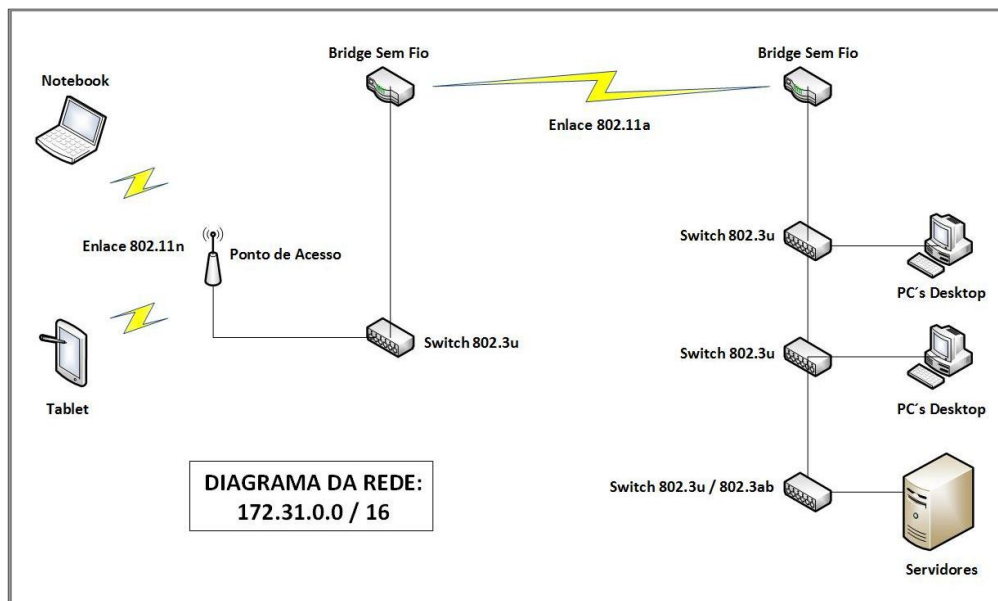 Bridge Sem Fio
Bridge Sem Fio
Notebook
Enlace 802.11a
Enlace 802.11n
Ponto de Acesso
Switch 802.3u
PC´s Desktop
Switch 802.3u
Switch 802.3u
Tablet
PC´s Desktop
DIAGRAMA DA REDE:
172.31.0.0 / 16
Switch 802.3u / 802.3ab
Servidores